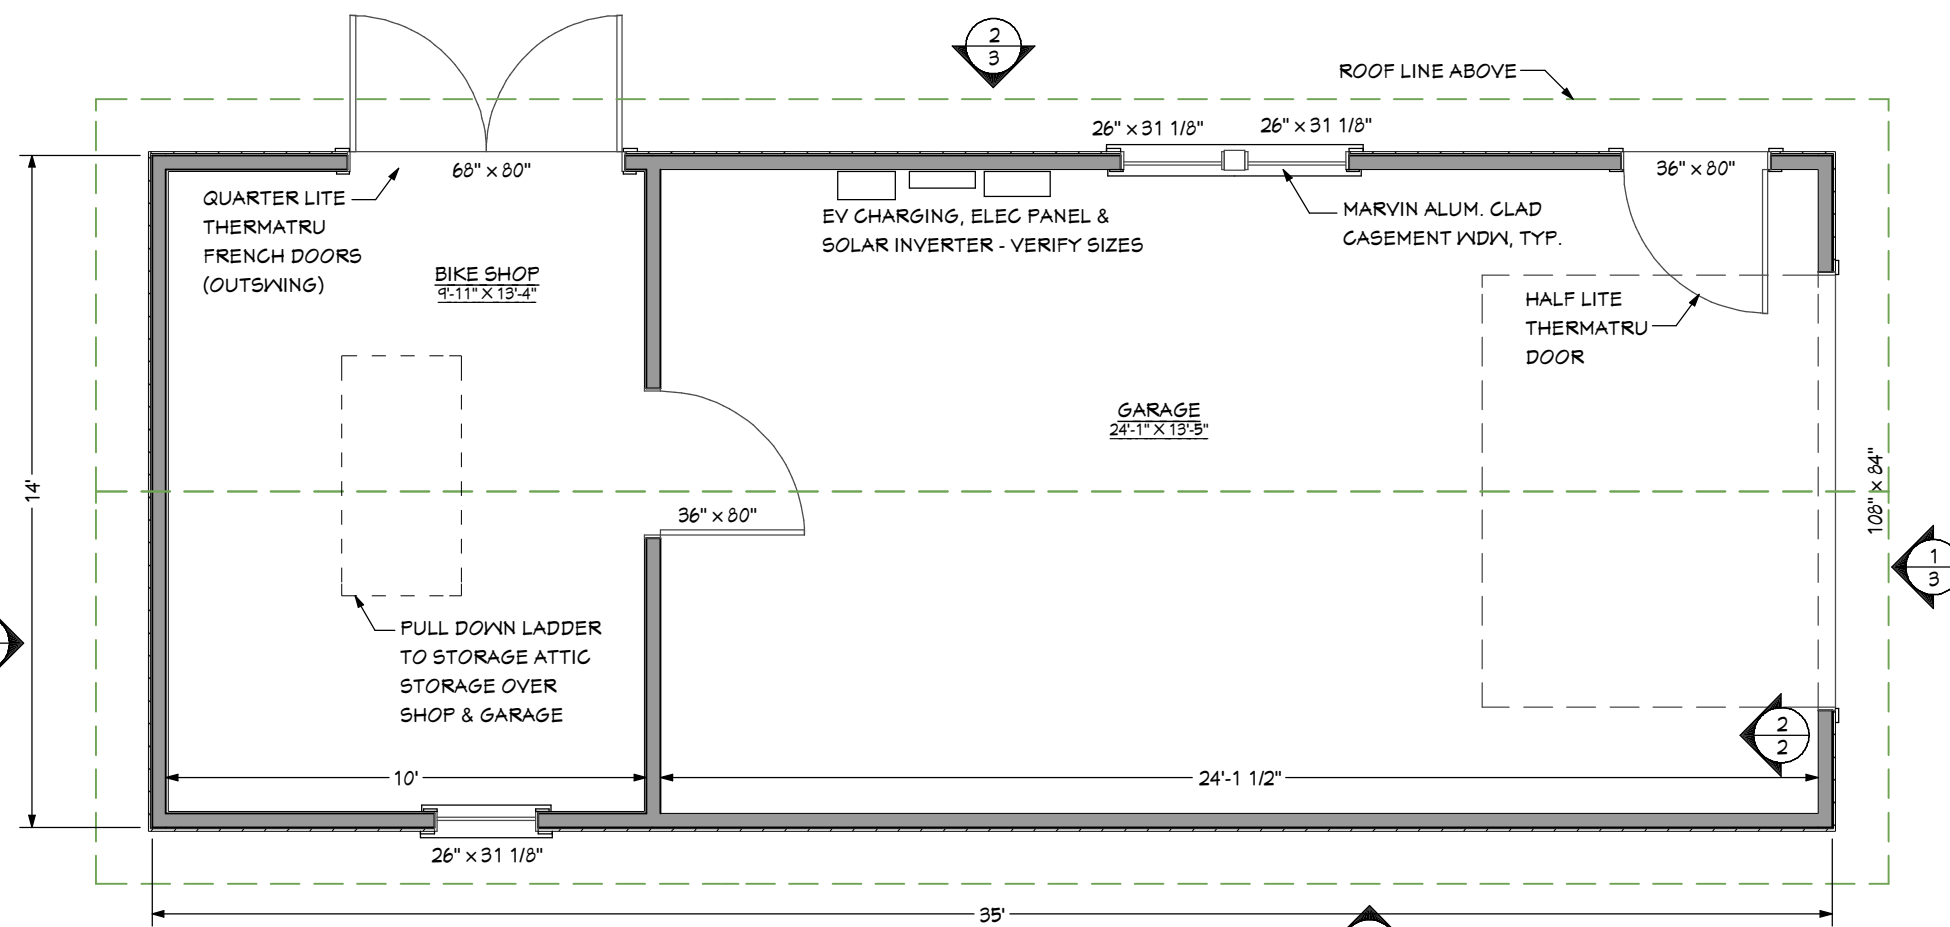 2
3
ROOF LINE ABOVE
26" x 31 1/8"
26" x 31 1/8"
68" x 80"
36" x 80"
QUARTER LITE
THERMATRU
FRENCH DOORS
(OUTSWING)
BIKE SHOP
9'-11" X 13'-4"
EV CHARGING, ELEC PANEL &
SOLAR INVERTER - VERIFY SIZES
MARVIN ALUM. CLAD
CASEMENT WDW, TYP.
HALF LITE
THERMATRU
DOOR
GARAGE
24'-1" X 13'-5"
14'
36" x 80"
108" x 84"
1
3
PULL DOWN LADDER
TO STORAGE ATTIC
STORAGE OVER
SHOP & GARAGE
2
2
10'
24'-1 1/2"
26" x 31 1/8"
35'